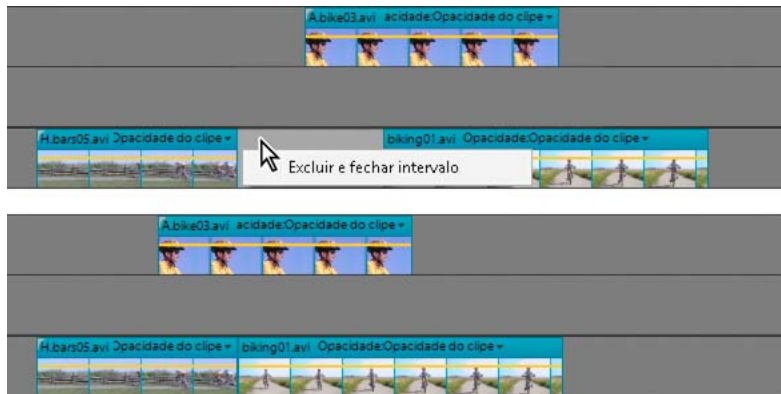 A.bike03.avi acidade:Opacidade do clipe
H.bars05.avi Opacidade do clipe
biking01.avi Opacidade:Opacidade do clipe
Excluir e fechar intervalo
A.bike03.avi acidade:Opacidade do clipe
H.bars05.avi Opacidade do clipe
biking01.avi Opacidade:Opacidade do clipe